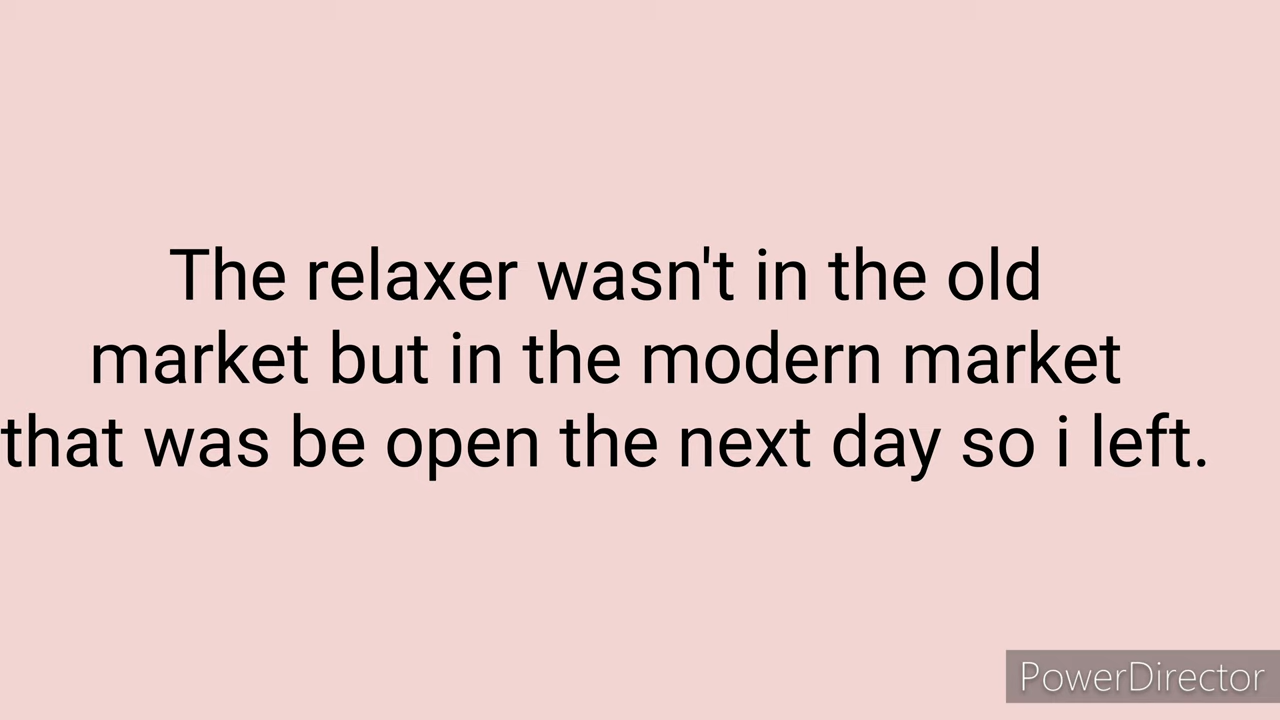 The relaxer wasn't in the old
market but in the modern market
that was be open the next day so i left.
PowerDirector